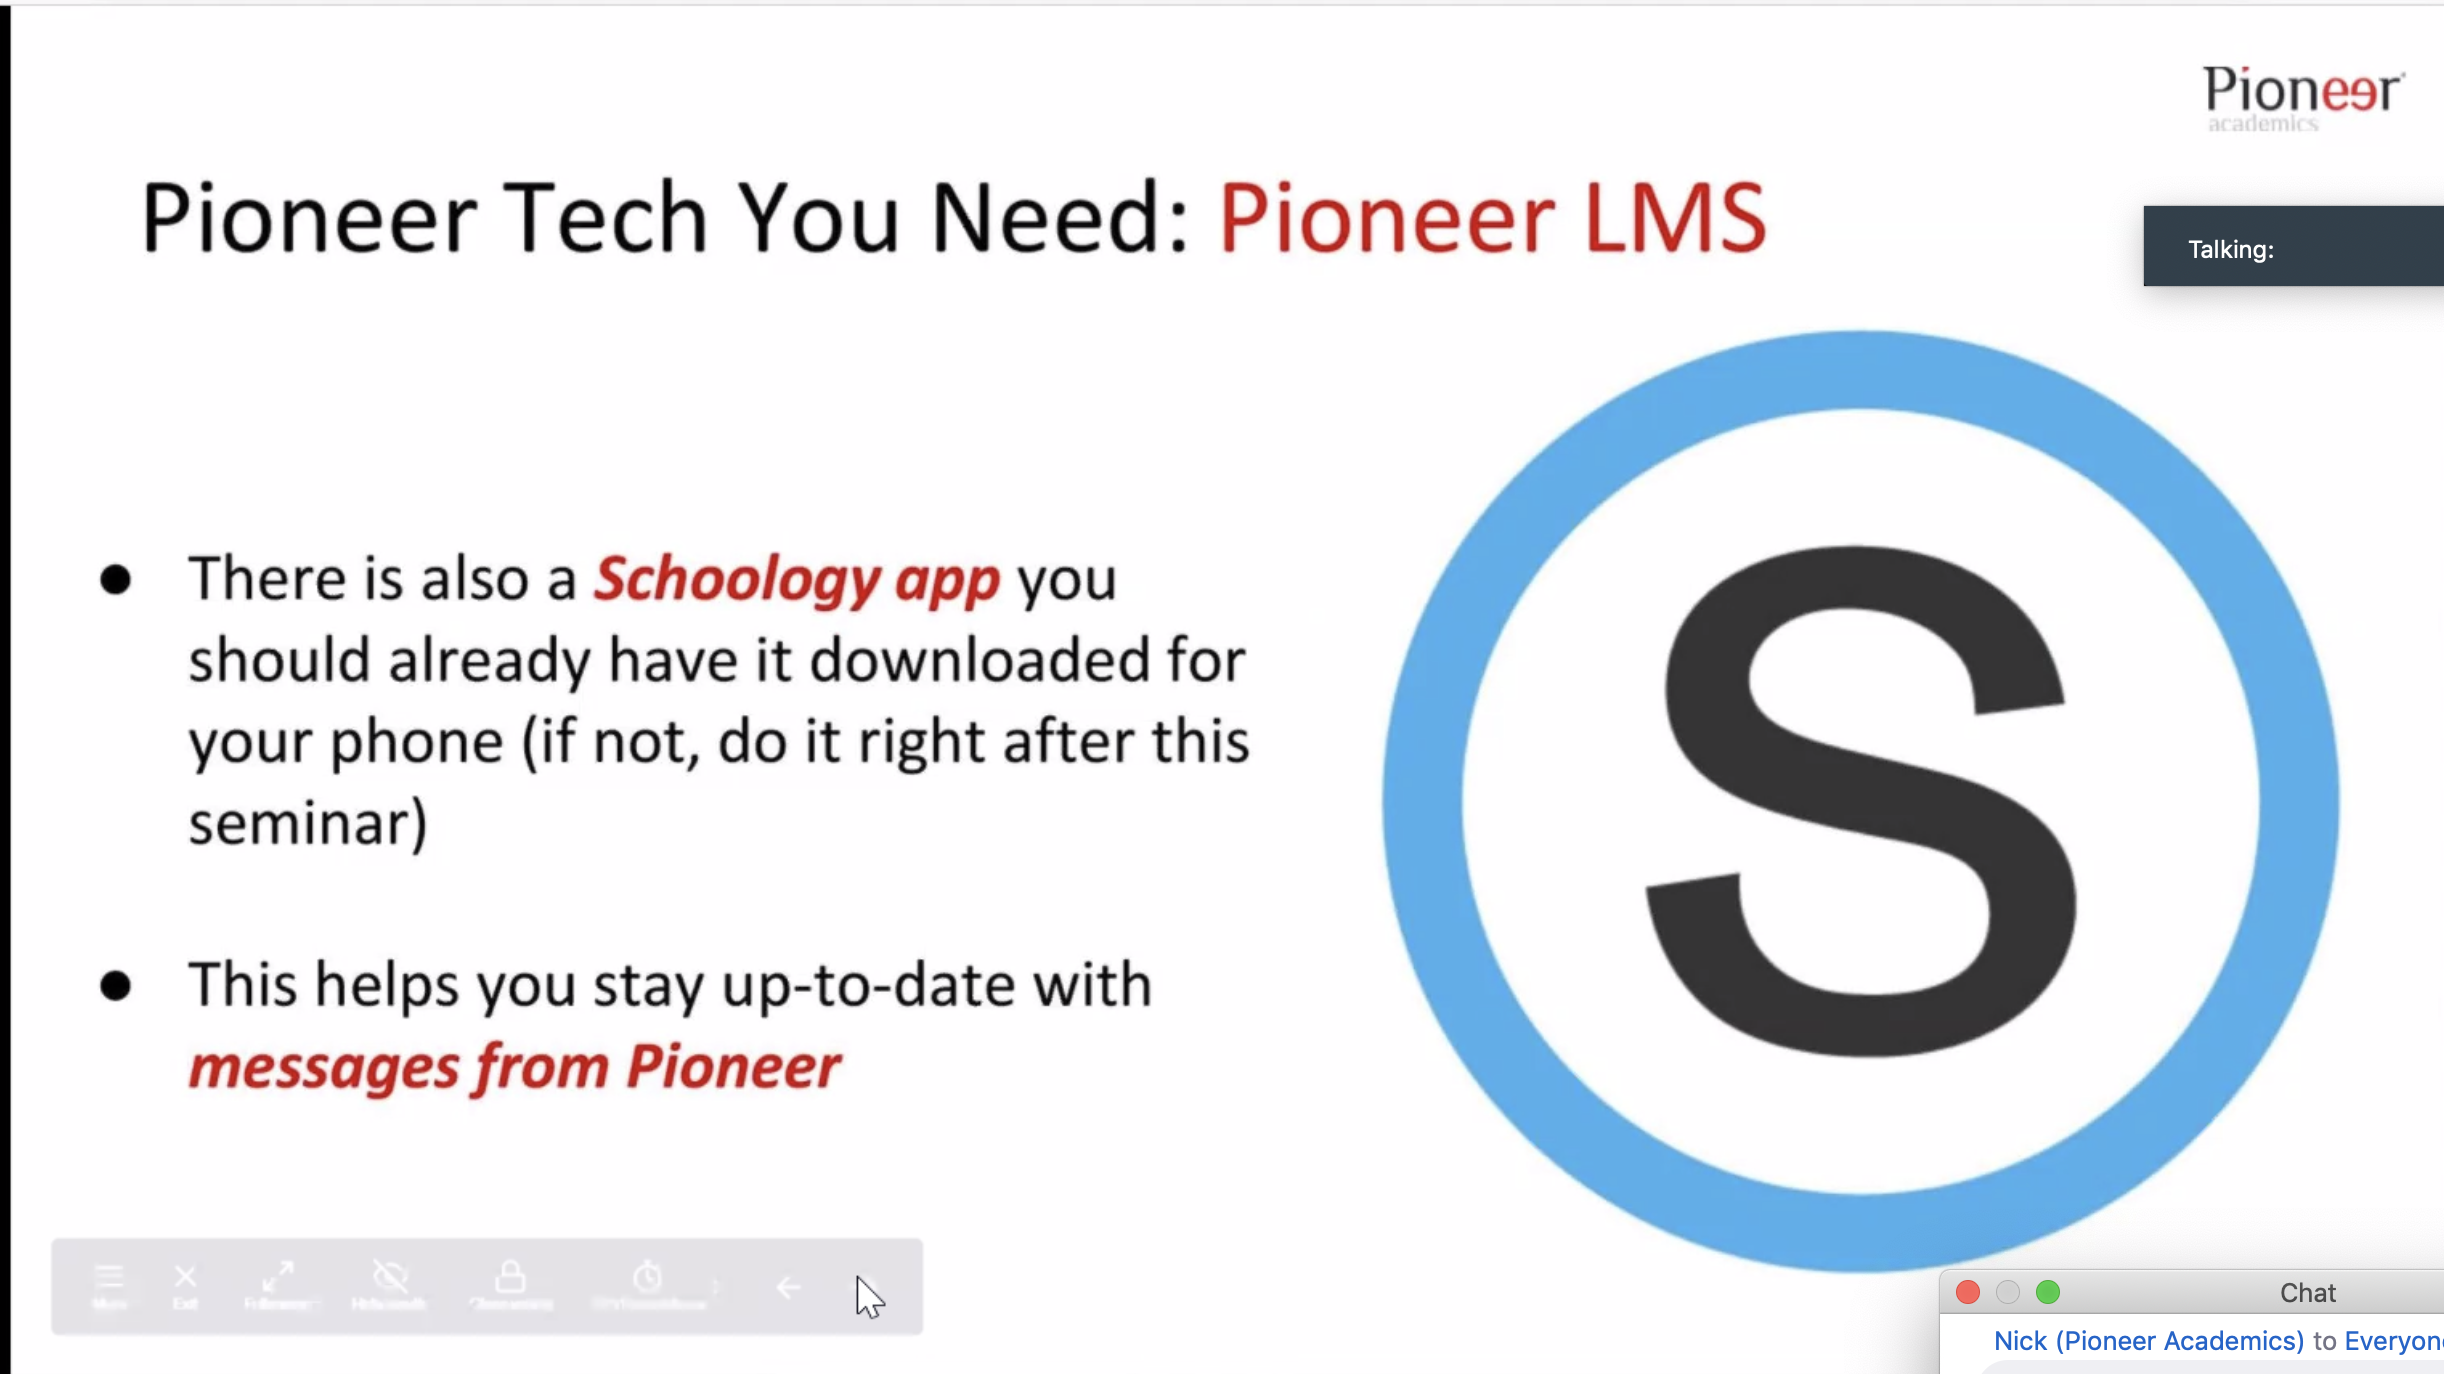 Pioneer
academics
Pioneer Tech You Need: Pioneer LMS
Talking:
● There is also a Schoology app you
should already have it downloaded for
your phone (if not, do it right after this
seminar)
● This helps you stay up-to-date with
messages from Pioneer
S
Exit
Chat
Nick (Pioneer Academics) to Everyone